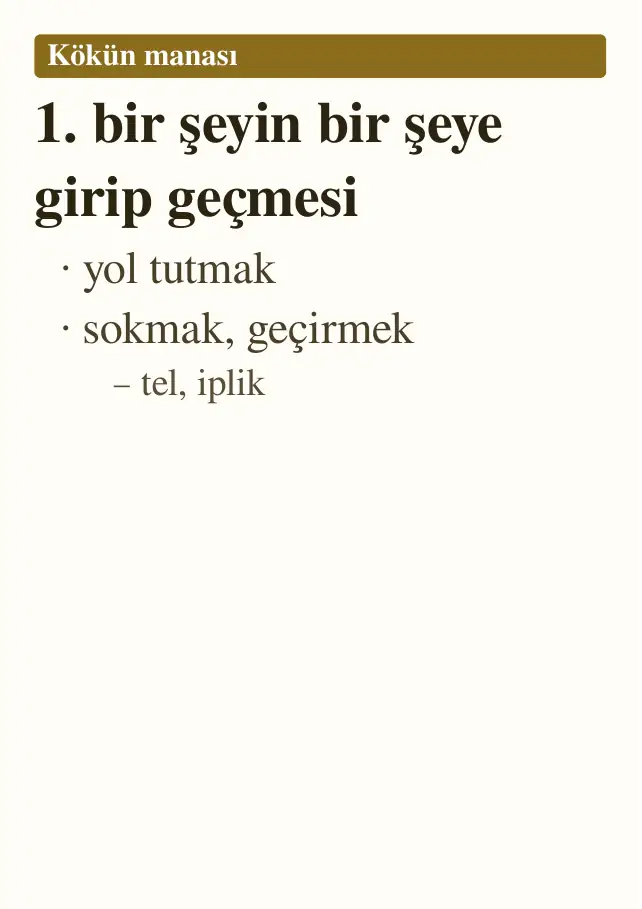 Kökün manası
1. bir şeyin bir şeye
girip geçmesi
· yol tutmak
· sokmak, geçirmek
– tel, iplik